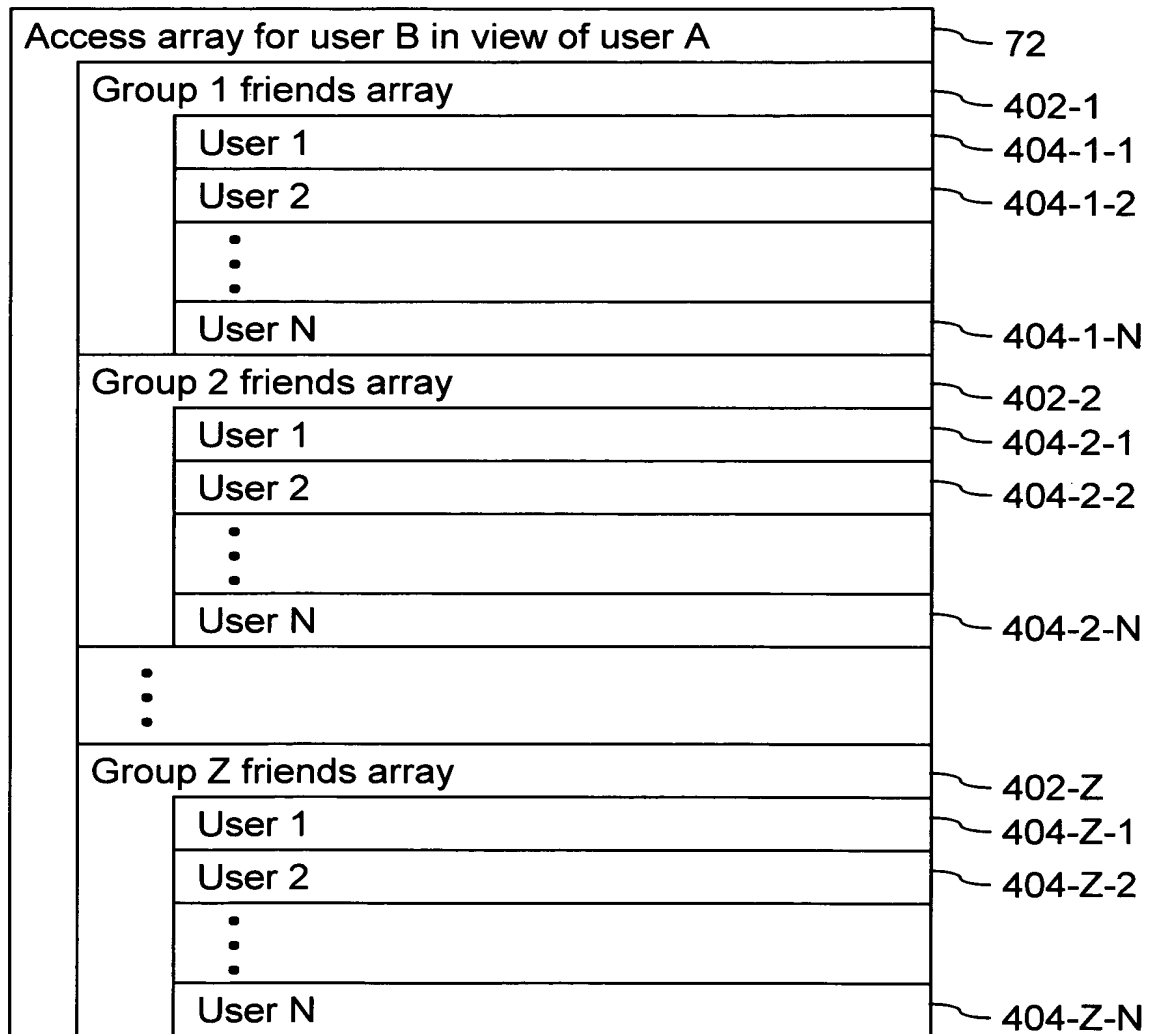 Access array for user B in view of user A 72
Group 1 friends array 402-1
User 1 404-1-1
User 2 404-1-2
User N 404-1-N
Group 2 friends array 402-2
User 1 404-2-1
User 2 404-2-2
User N 404-2-N
Group Z friends array 402-Z
User 1 404-Z-1
User 2 404-Z-2
User N 404-Z-N